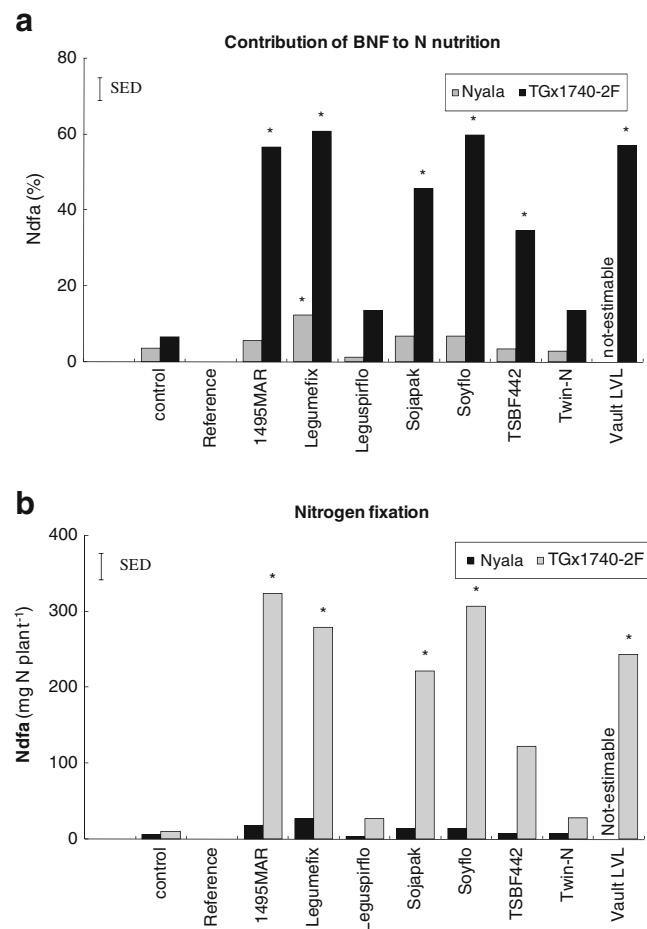 a
Contribution of BNF to N nutrition
80
60
40
20
0
Ndfa (%)
SED
Nyala TGx1740-2F
* * * * * * *
not-estimable
control
Reference
1495MAR
Legumefix
Leguspirflo
Sojapak
Soyflo
TSBF442
Twin-N
Vault LVL
b
Nitrogen fixation
400
300
200
100
0
Ndfa (mg N plant⁻¹)
SED
Nyala TGx1740-2F
* * * * *
Not-estimable
control
Reference
1495MAR
Legumefix
Leguspirflo
Sojapak
Soyflo
TSBF442
Twin-N
Vault LVL